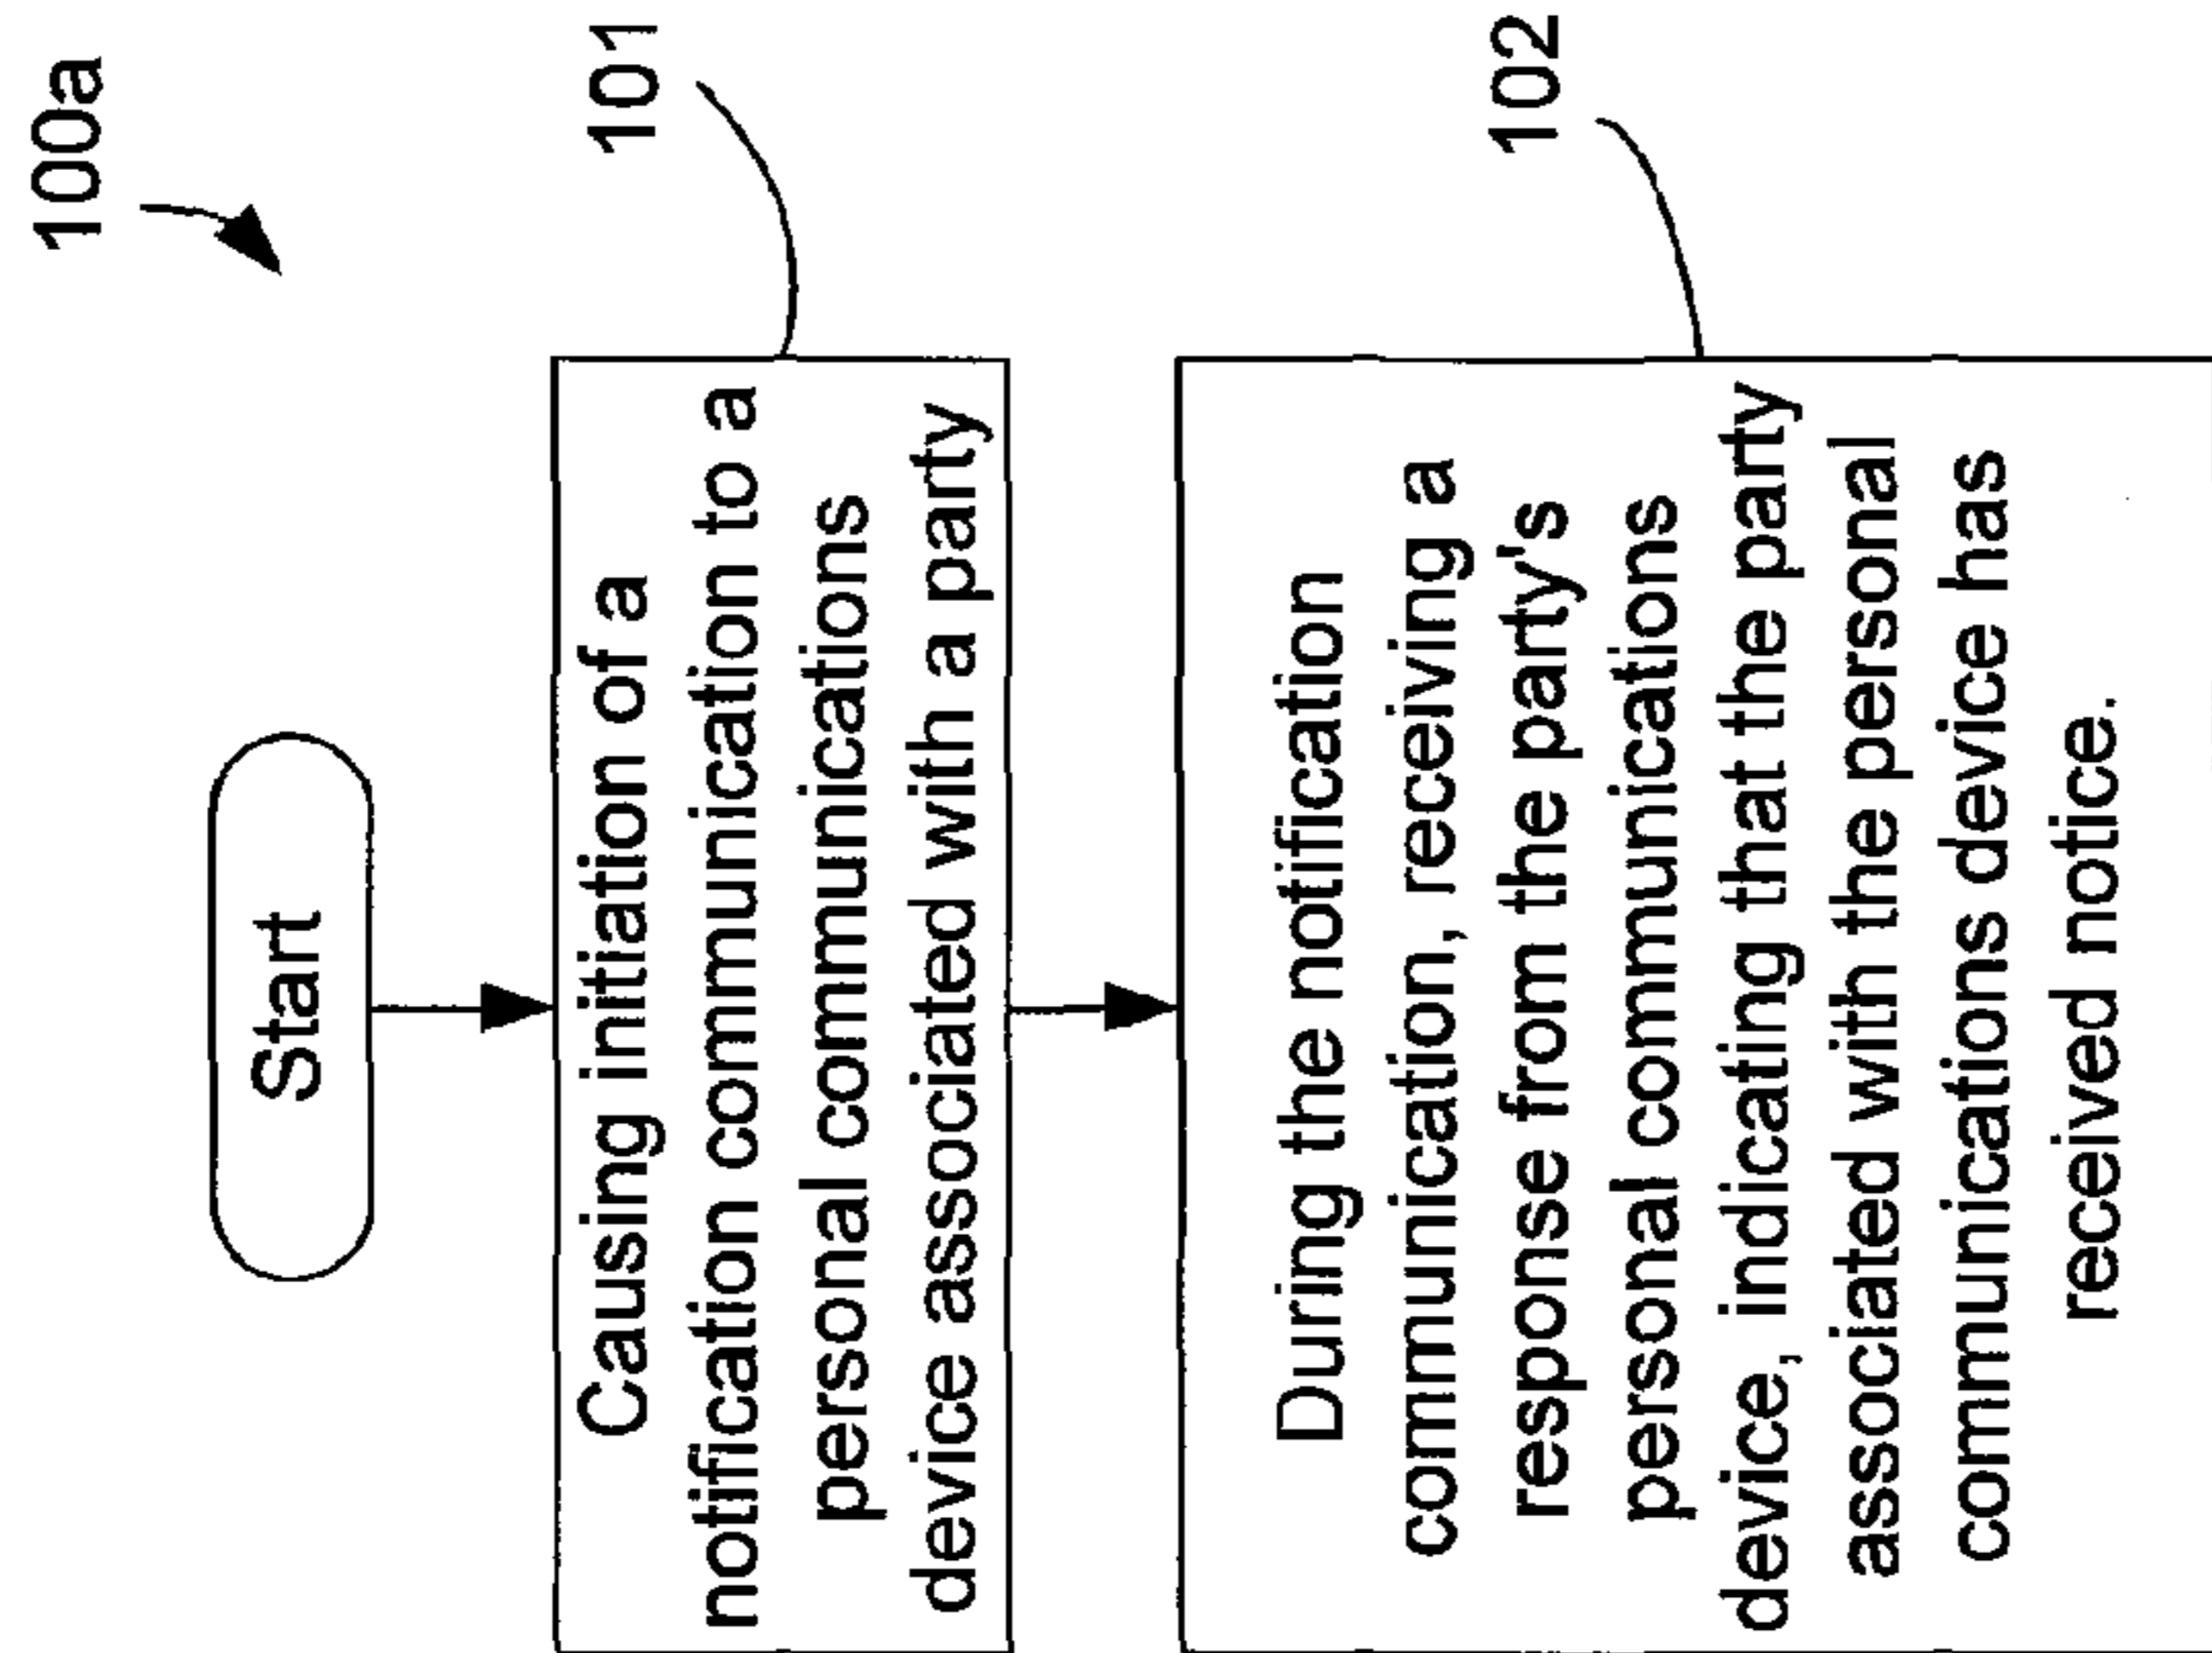 100a
Start
101
Causing initiation of a
notification communication to a
personal communications
device associated with a party
102
During the notification
communication, receiving a
response from the party's
personal communications
device, indicating that the party
associated with the personal
communications device has
received notice.